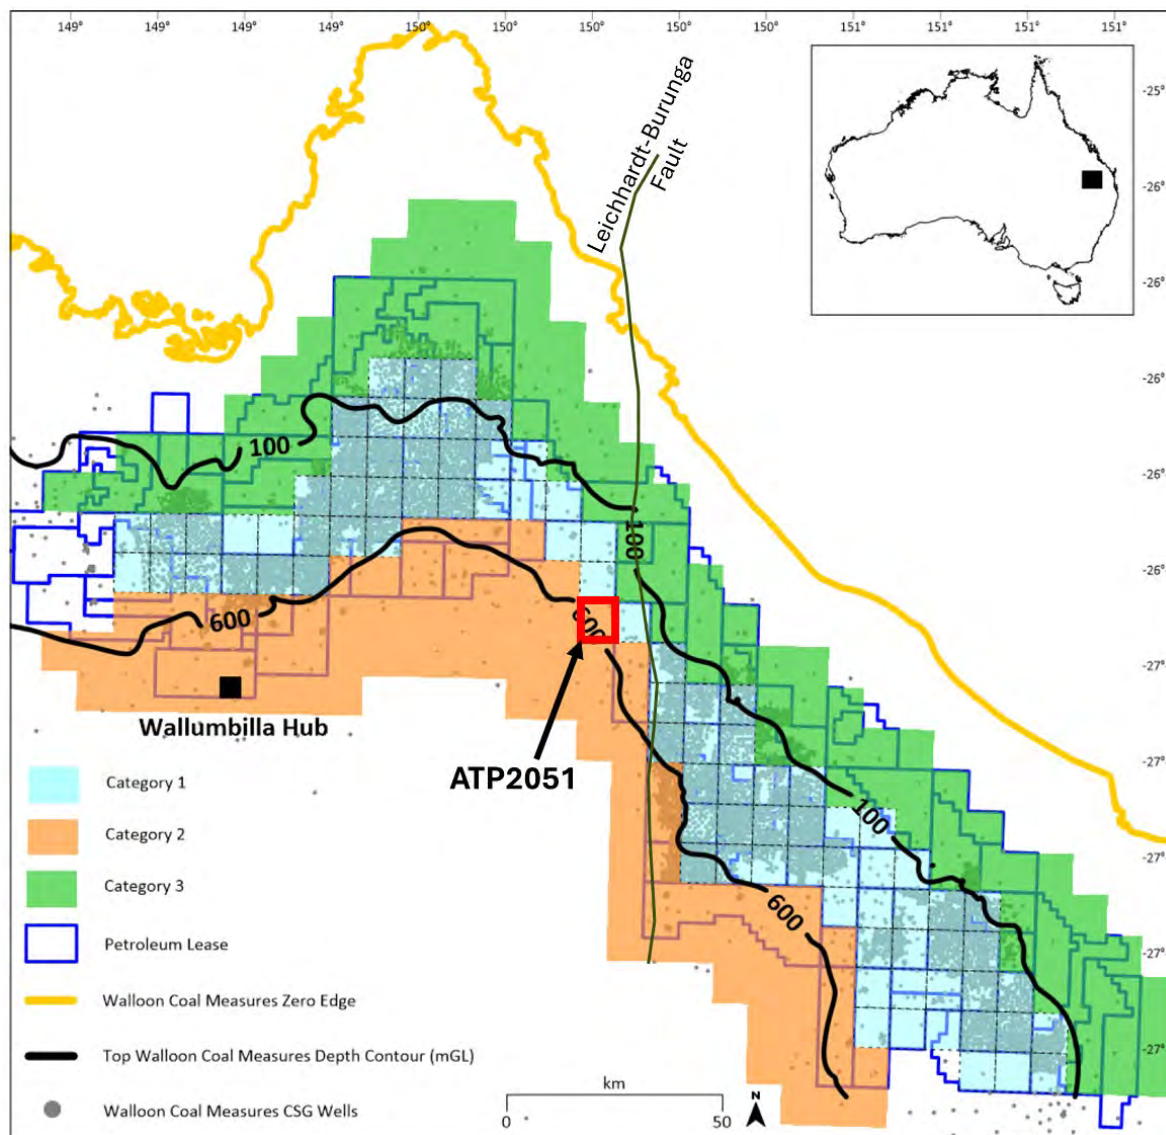 149° 149° 149° 149° 150° 150° 150° 150° 150° 151° 151° 151° 151°
-25°
-26°
-26°
-26°
-26°
-26°
-27°
-27°
-27°
-27°
-27°
Leichhardt-Burunga
Fault
100
100
600
600
Wallumbilla Hub
ATP2051
100
600
Category 1
Category 2
Category 3
Petroleum Lease
Walloon Coal Measures Zero Edge
Top Walloon Coal Measures Depth Contour (mGL)
Walloon Coal Measures CSG Wells
km
0 50
N